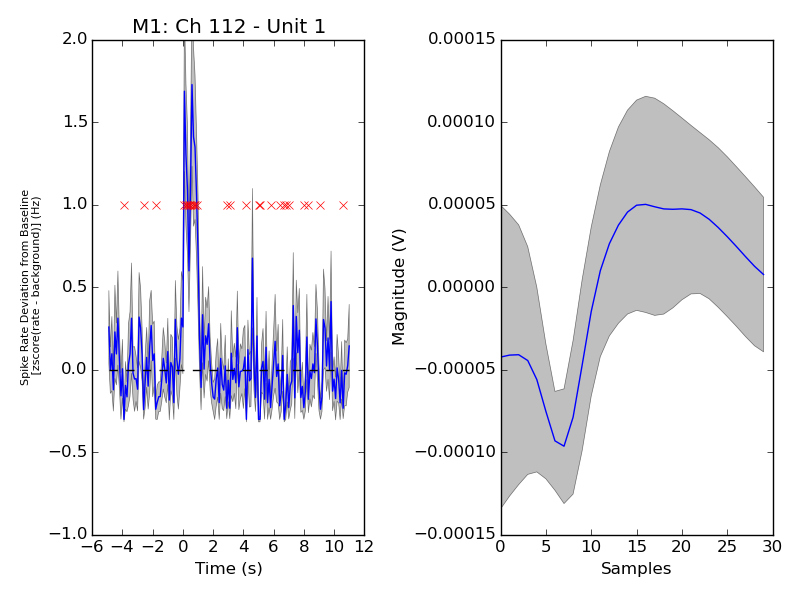 M1: Ch 112 - Unit 1
Spike Rate Deviation from Baseline
[zscore(rate - background)] (Hz)
2.0
1.5
1.0
0.5
0.0
−0.5
−1.0
−6 −4 −2 0 2 4 6 8 10 12
Time (s)
Magnitude (V)
0.00015
0.00010
0.00005
0.00000
−0.00005
−0.00010
−0.00015
0 5 10 15 20 25 30
Samples